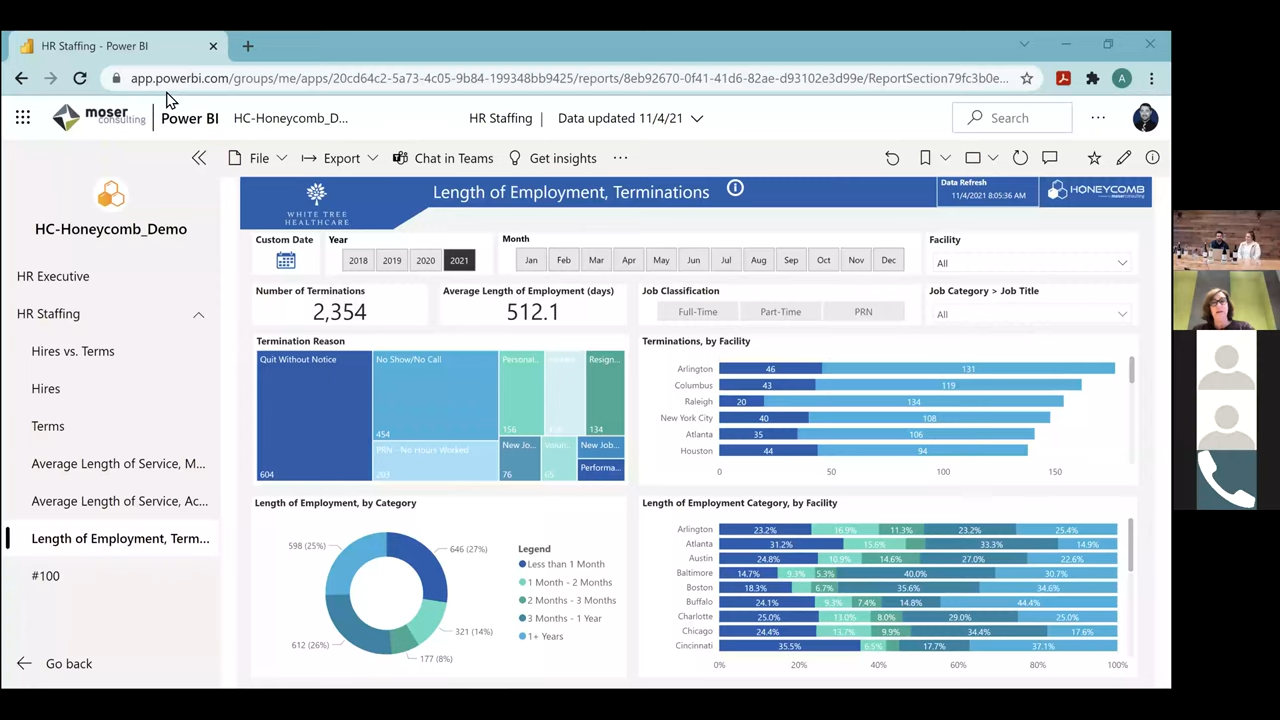 HR Staffing - Power BI
app.powerbi.com/groups/me/apps/20cd64c2-5a73-4c05-9b84-199348bb9425/reports/8eb92670-0f41-41d6-82ae-d93102e3d99e/ReportSection79fc3b0e...
A
moser consulting
Power BI
HC-Honeycomb_D...
HR Staffing
Data updated 11/4/21
Search
File
Export
Chat in Teams
Get insights
HC-Honeycomb_Demo
HR Executive
HR Staffing
Hires vs. Terms
Hires
Terms
Average Length of Service, M...
Average Length of Service, Ac...
Length of Employment, Term...
#100
Go back
WHITE TREE
HEALTHCARE
Length of Employment, Terminations
Data Refresh
11/4/2021 8:05:36 AM
HONEYCOMB
Custom Date
Year
2018 2019 2020 2021
Month
Jan Feb Mar Apr May Jun Jul Aug Sep Oct Nov Dec
Facility
All
Number of Terminations
2,354
Average Length of Employment (days)
512.1
Job Classification
Full-Time Part-Time PRN
Job Category > Job Title
All
Termination Reason
Quit Without Notice
604
No Show/No Call
454
PRN - No Hours Worked
203
Personal...
156
Resign...
134
New Jo...
76
Volun...
65
New Job...
Performa...
Terminations, by Facility
Arlington 46 131
Columbus 43 119
Raleigh 20 134
New York City 40 108
Atlanta 35 106
Houston 44 94
0 50 100 150
Length of Employment, by Category
598 (25%)
646 (27%)
321 (14%)
177 (8%)
612 (26%)
Legend
Less than 1 Month
1 Month - 2 Months
2 Months - 3 Months
3 Months - 1 Year
1+ Years
Length of Employment Category, by Facility
Arlington 23.2% 16.9% 11.3% 23.2% 25.4%
Atlanta 31.2% 15.6% 33.3% 14.9%
Austin 24.8% 10.9% 14.6% 27.0% 22.6%
Baltimore 14.7% 9.3% 5.3% 40.0% 30.7%
Boston 18.3% 6.7% 35.6% 34.6%
Buffalo 24.1% 9.3% 7.4% 14.8% 44.4%
Charlotte 25.0% 13.0% 8.0% 29.0% 25.0%
Chicago 24.4% 13.7% 9.9% 34.4% 17.6%
Cincinnati 35.5% 6.5% 17.7% 37.1%
0% 20% 40% 60% 80% 100%